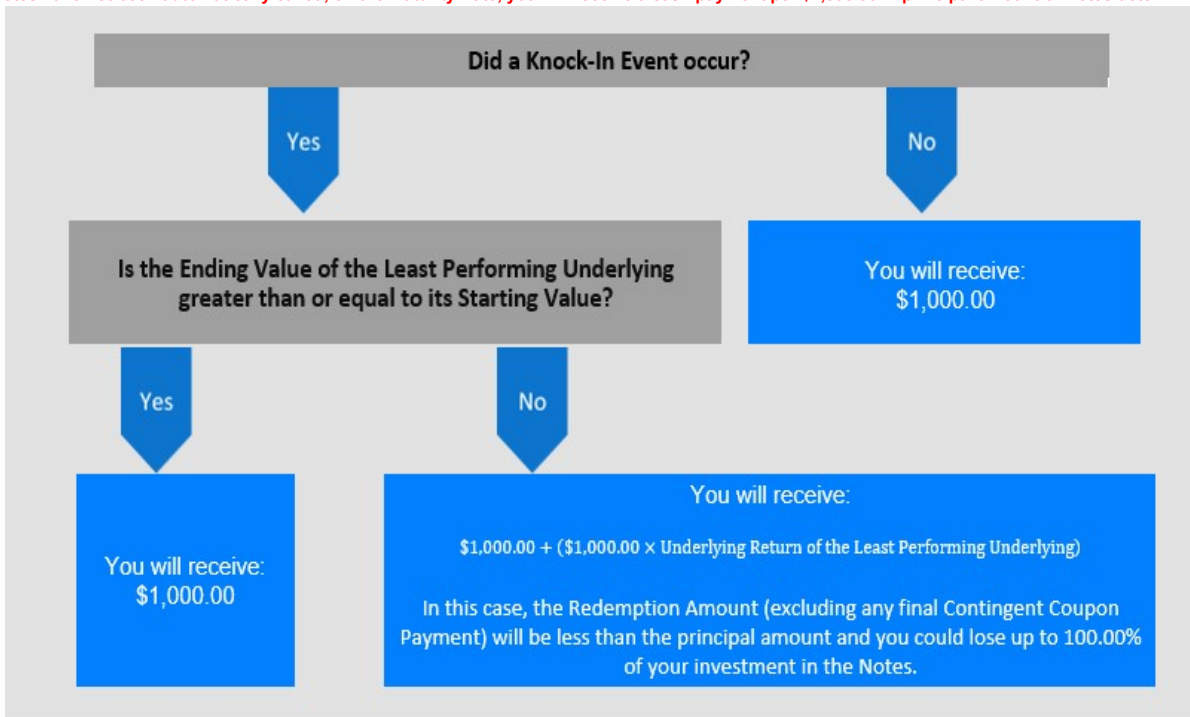 Did a Knock-In Event occur?
Yes
No
Is the Ending Value of the Least Performing Underlying
greater than or equal to its Starting Value?
You will receive:
$1,000.00
Yes
No
You will receive:
$1,000.00
You will receive:
$1,000.00 + ($1,000.00 × Underlying Return of the Least Performing Underlying)
In this case, the Redemption Amount (excluding any final Contingent Coupon
Payment) will be less than the principal amount and you could lose up to 100.00%
of your investment in the Notes.